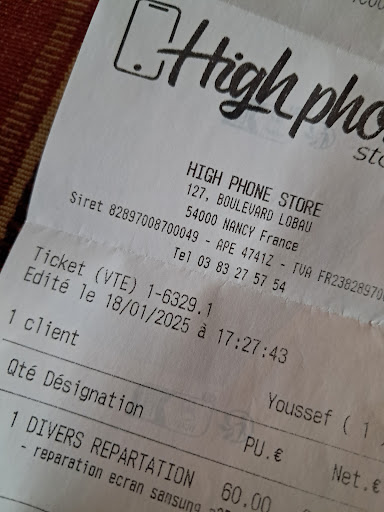 High pho
sto
HIGH PHONE STORE
127, BOULEVARD LOBAU
54000 NANCY France
Siret 82897008700049 - APE 4741Z - TVA FR23828970
Tel 03 83 27 57 54
Ticket (VTE) 1-6329.1
Edité le 18/01/2025 à 17:27:43
1 client
Youssef ( 1
Qté Désignation PU.€ Net.€
1 DIVERS REPARTATION 60.00
- reparation ecran samsung